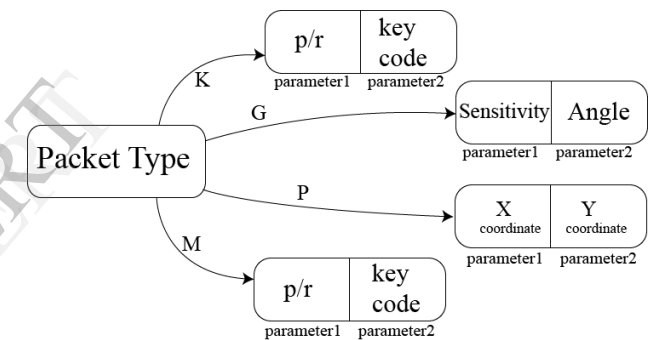 p/r key
code
parameter1 parameter2
K
G
Sensitivity Angle
parameter1 parameter2
Packet Type
P
X Y
coordinate coordinate
parameter1 parameter2
M
p/r key
code
parameter1 parameter2